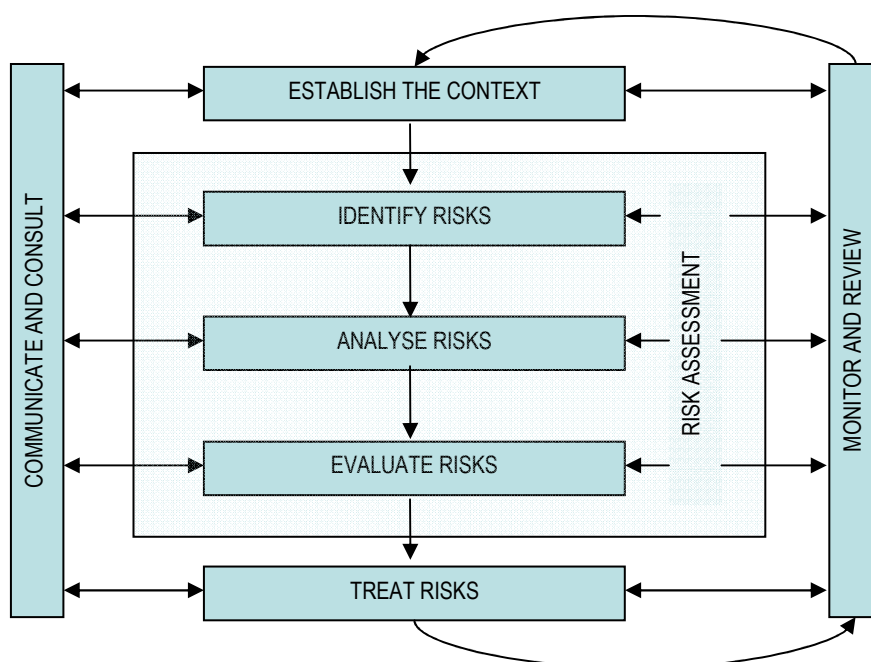 ESTABLISH THE CONTEXT
COMMUNICATE AND CONSULT
IDENTIFY RISKS
ANALYSE RISKS
EVALUATE RISKS
RISK ASSESSMENT
MONITOR AND REVIEW
TREAT RISKS